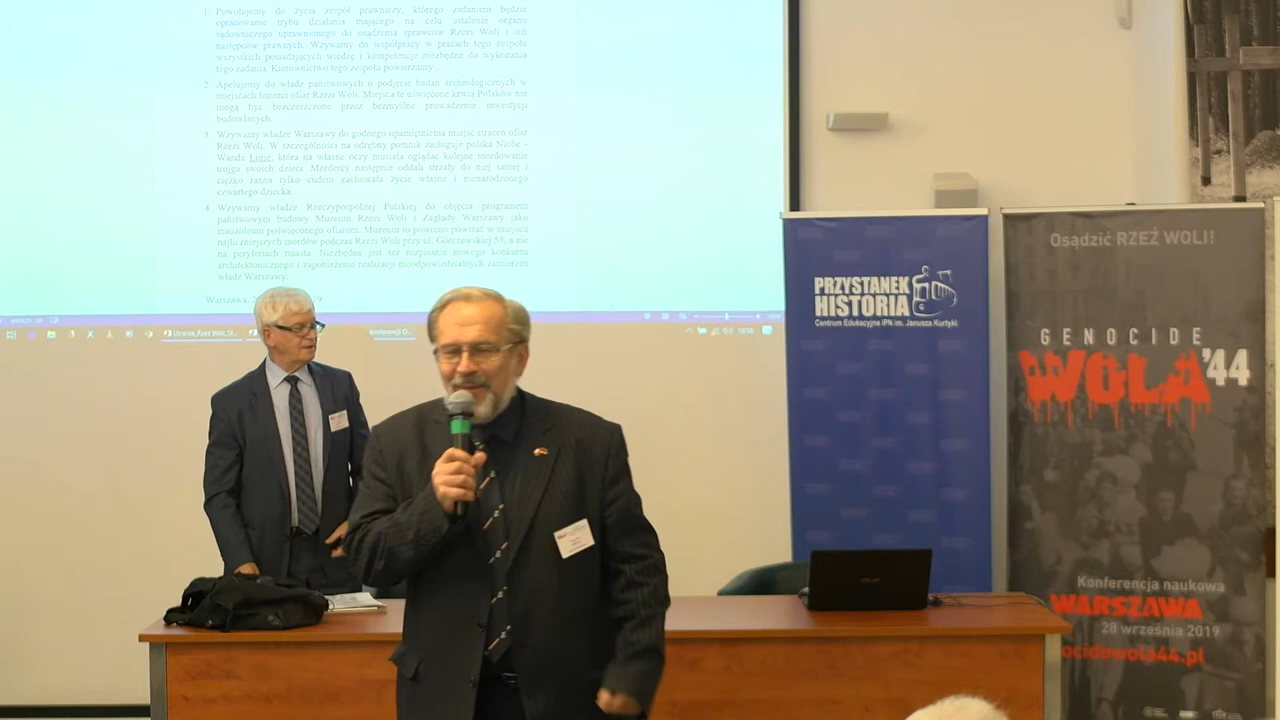 1. Powołujemy do życia zespół prawniczy, którego zadaniem będzie
opracowanie trybu działania mającego na celu ustalenie organu
sądowniczego uprawnionego do osądzenia sprawców Rzezi Woli i ich
następców prawnych. Wzywamy do współpracy w pracach tego zespołu
wszystkich posiadających wiedzę i kompetencje niezbędne do wykonania
tego zadania. Kierownictwo tego zespołu powierzamy .
2. Apelujemy do władz państwowych o podjęcie badań archeologicznych w
miejscach śmierci ofiar Rzezi Woli. Miejsca te uświęcone krwią Polaków nie
mogą być bezczeszczone przez bezmyślne prowadzenie inwestycji
budowlanych.
3. Wzywamy władze Warszawy do godnego upamiętnienia miejsc straceń ofiar
Rzezi Woli. W szczególności na odrębny pomnik zasługuje polska Niobe -
Wanda Lurie, która na własne oczy musiała oglądać kolejne mordowanie
trojga swoich dzieci. Mordercy następnie oddali strzały do niej samej i
ciężko ranna tylko cudem zachowała życie własne i nienarodzonego
czwartego dziecka.
4. Wzywamy władze Rzeczypospolitej Polskiej do objęcia programem
państwowym budowy Muzeum Rzezi Woli i Zagłady Warszawy jako
mauzoleum poświęconego ofiarom. Muzeum to powinno powstać w miejscu
najliczniejszych mordów podczas Rzezi Woli przy ul. Górczewskiej 53, a nie
na peryferiach miasta. Niezbędne jest też rozpisanie nowego konkursu
architektonicznego i zapobieżenie realizacji nieodpowiedzialnych zamierzeń
władz Warszawy.
Warszawa, 2
PRZYSTANEK
HISTORIA
Centrum Edukacyjne IPN im. Janusza Kurtyki
Osądzić RZEŹ WOLI!
GENOCIDE
WOLA '44
Konferencja naukowa
WARSZAWA
28 września 2019
ocidewola44.pl
ASUS